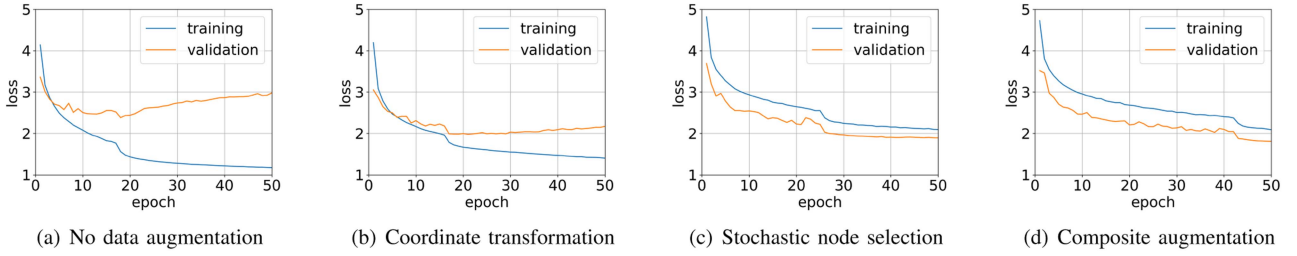 5
4
3
2
1
loss
training
validation
0 10 20 30 40 50
epoch
(a) No data augmentation
5
4
3
2
1
loss
training
validation
0 10 20 30 40 50
epoch
(b) Coordinate transformation
5
4
3
2
1
loss
training
validation
0 10 20 30 40 50
epoch
(c) Stochastic node selection
5
4
3
2
1
loss
training
validation
0 10 20 30 40 50
epoch
(d) Composite augmentation